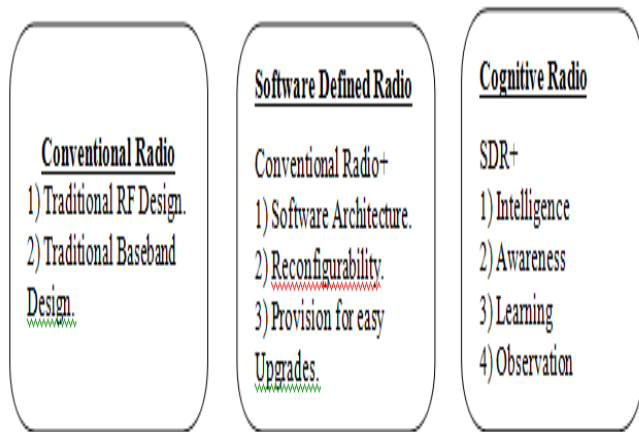 Conventional Radio
1) Traditional RF Design.
2) Traditional Baseband
Design.
Software Defined Radio
Conventional Radio+
1) Software Architecture.
2) Reconfigurability.
3) Provision for easy
Upgrades.
Cognitive Radio
SDR+
1) Intelligence
2) Awareness
3) Learning
4) Observation